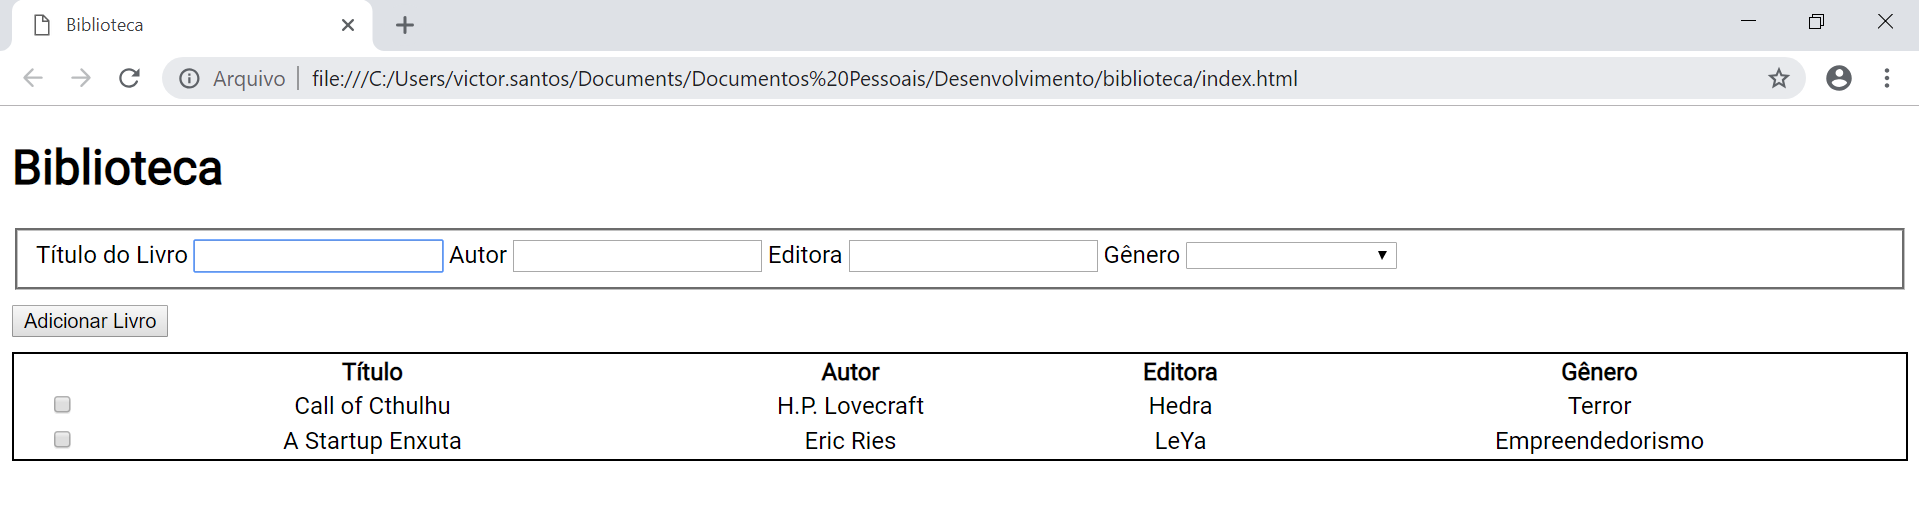 Biblioteca
Arquivo file:///C:/Users/victor.santos/Documents/Documentos%20Pessoais/Desenvolvimento/biblioteca/index.html
Biblioteca
Título do Livro Autor Editora Gênero
Adicionar Livro
Título Autor Editora Gênero
Call of Cthulhu H.P. Lovecraft Hedra Terror
A Startup Enxuta Eric Ries LeYa Empreendedorismo